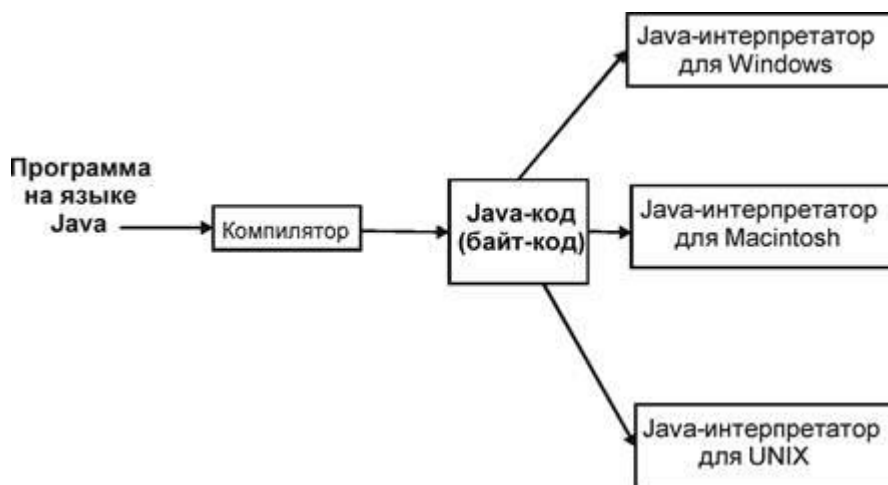 Программа
на языке
Java
Компилятор
Java-код
(байт-код)
Java-интерпретатор
для Windows
Java-интерпретатор
для Macintosh
Java-интерпретатор
для UNIX